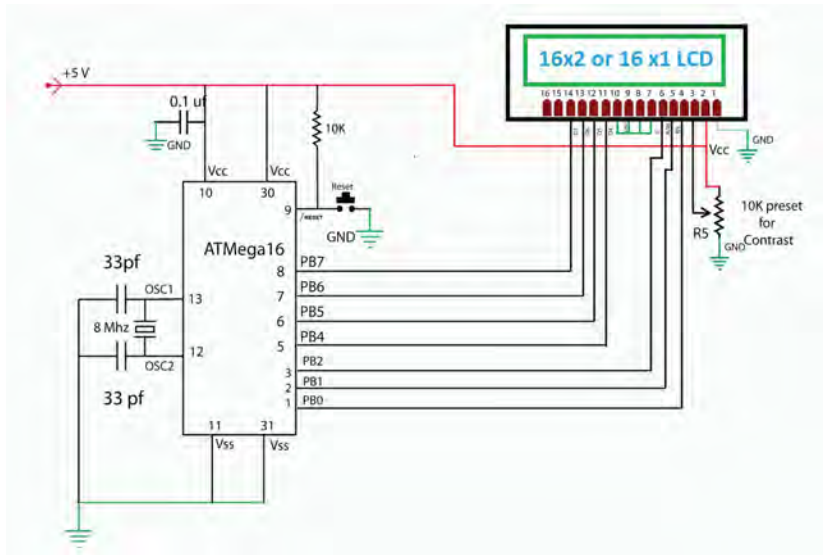 16x2 or 16 x1 LCD
16 15 14 13 12 11 10 9 8 7 6 5 4 3 2 1
+5 V
0.1 uf
GND
10K
Vcc
Vcc
Vcc
10
30
9
/RESET
Reset
GND
10K preset
for
Contrast
R5
GND
ATMega16
33pf
OSC1
13
8 Mhz
12
OSC2
33 pf
8
PB7
7
PB6
6
PB5
5
PB4
3
PB2
2
PB1
1
PB0
11
31
Vss
Vss